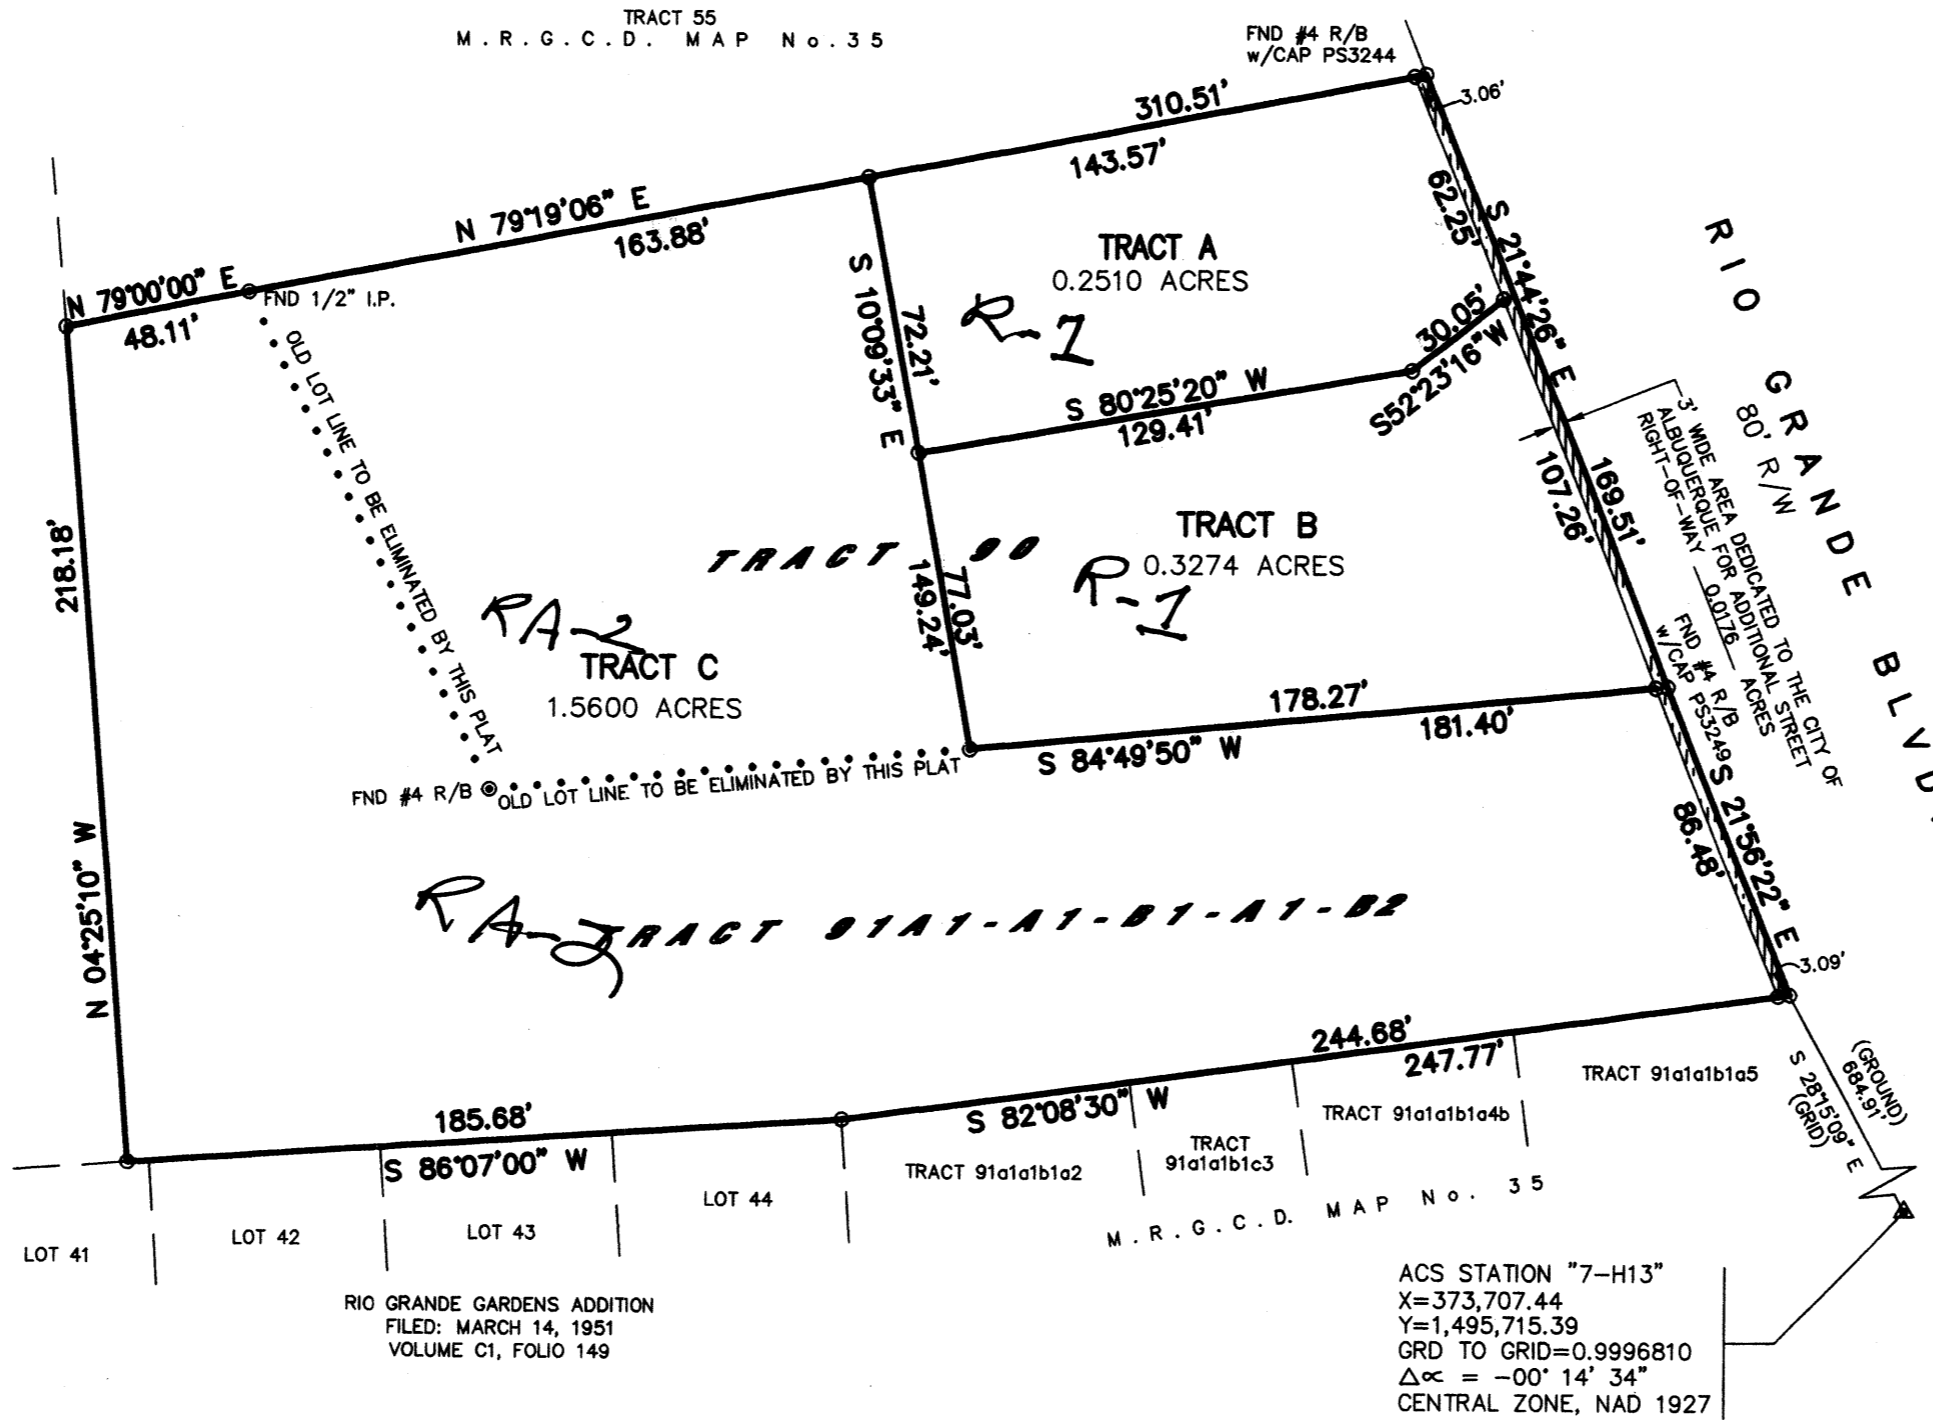 TRACT 55
M.R.G.C.D. MAP No.35
FND #4 R/B
w/CAP PS3244
3.06'
310.51'
143.57'
N 79°19'06" E
163.88'
N 79°00'00" E
48.11'
FND 1/2" I.P.
OLD LOT LINE TO BE ELIMINATED BY THIS PLAT
TRACT A
0.2510 ACRES
R-1
S 10°09'33" E
72.21'
62.25'
S 21°44'26" E
30.05'
S52°23'16"W
S 80°25'20" W
129.41'
RIO GRANDE BLVD.
80' R/W
3' WIDE AREA DEDICATED TO THE CITY OF
ALBUQUERQUE FOR ADDITIONAL STREET
RIGHT-OF-WAY 0.0176 ACRES
107.26'
169.51'
TRACT B
0.3274 ACRES
R-1
TRACT 90
77.03'
149.24'
218.18'
RA-2
TRACT C
1.5600 ACRES
FND #4 R/B
w/CAP PS3249
178.27'
181.40'
S 84°49'50" W
FND #4 R/B
OLD LOT LINE TO BE ELIMINATED BY THIS PLAT
S 21°56'22" E
86.48'
N 04°25'10" W
RA-2
TRACT 91A1-A1-B1-A1-B2
3.09'
244.68'
247.77'
S 82°08'30" W
185.68'
S 86°07'00" W
(GROUND)
684.91'
S 28°15'09" E
(GRID)
TRACT 91a1a1b1a5
TRACT 91a1a1b1a4b
TRACT
91a1a1b1c3
TRACT 91a1a1b1a2
LOT 44
LOT 43
LOT 42
LOT 41
M.R.G.C.D. MAP No. 35
RIO GRANDE GARDENS ADDITION
FILED: MARCH 14, 1951
VOLUME C1, FOLIO 149
ACS STATION "7-H13"
X=373,707.44
Y=1,495,715.39
GRD TO GRID=0.9996810
Δ∝ = -00° 14' 34"
CENTRAL ZONE, NAD 1927